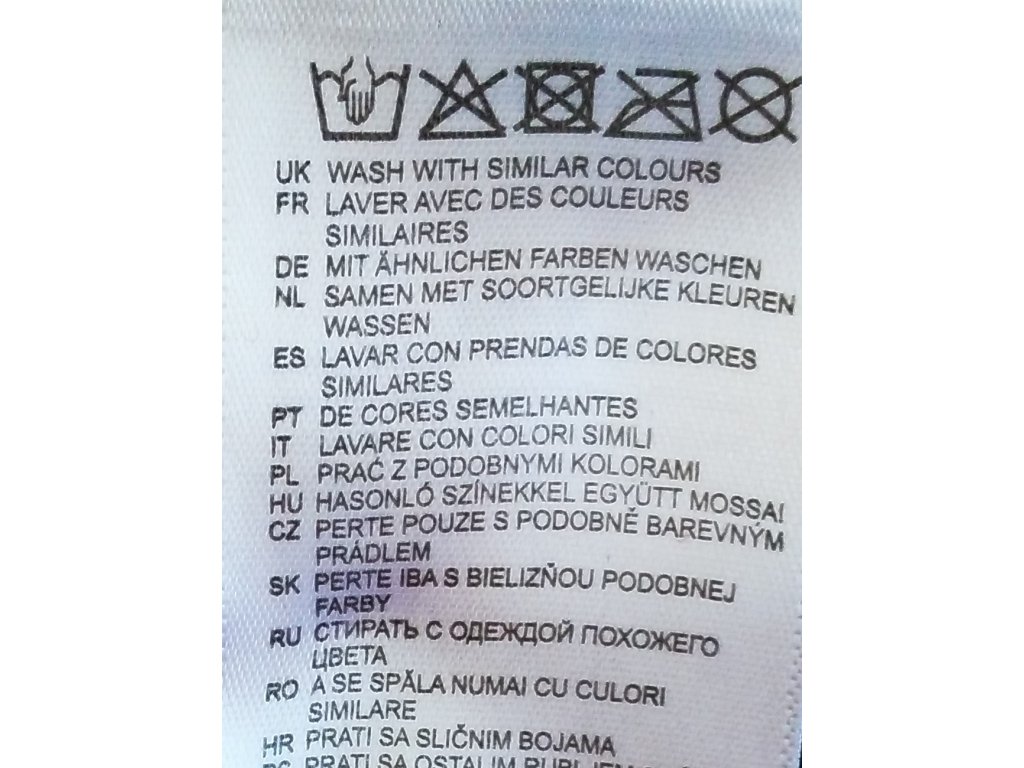 UK WASH WITH SIMILAR COLOURS
FR LAVER AVEC DES COULEURS
SIMILAIRES
DE MIT ÄHNLICHEN FARBEN WASCHEN
NL SAMEN MET SOORTGELIJKE KLEUREN
WASSEN
ES LAVAR CON PRENDAS DE COLORES
SIMILARES
PT DE CORES SEMELHANTES
IT LAVARE CON COLORI SIMILI
PL PRAĆ Z PODOBNYMI KOLORAMI
HU HASONLÓ SZÍNEKKEL EGYÜTT MOSSA!
CZ PERTE POUZE S PODOBNĚ BAREVNÝM
PRÁDLEM
SK PERTE IBA S BIELIZŇOU PODOBNEJ
FARBY
RU СТИРАТЬ С ОДЕЖДОЙ ПОХОЖЕГО
ЦВЕТА
RO A SE SPĂLA NUMAI CU CULORI
SIMILARE
HR PRATI SA SLIČNIM BOJAMA
PRATI SA OSTALIM